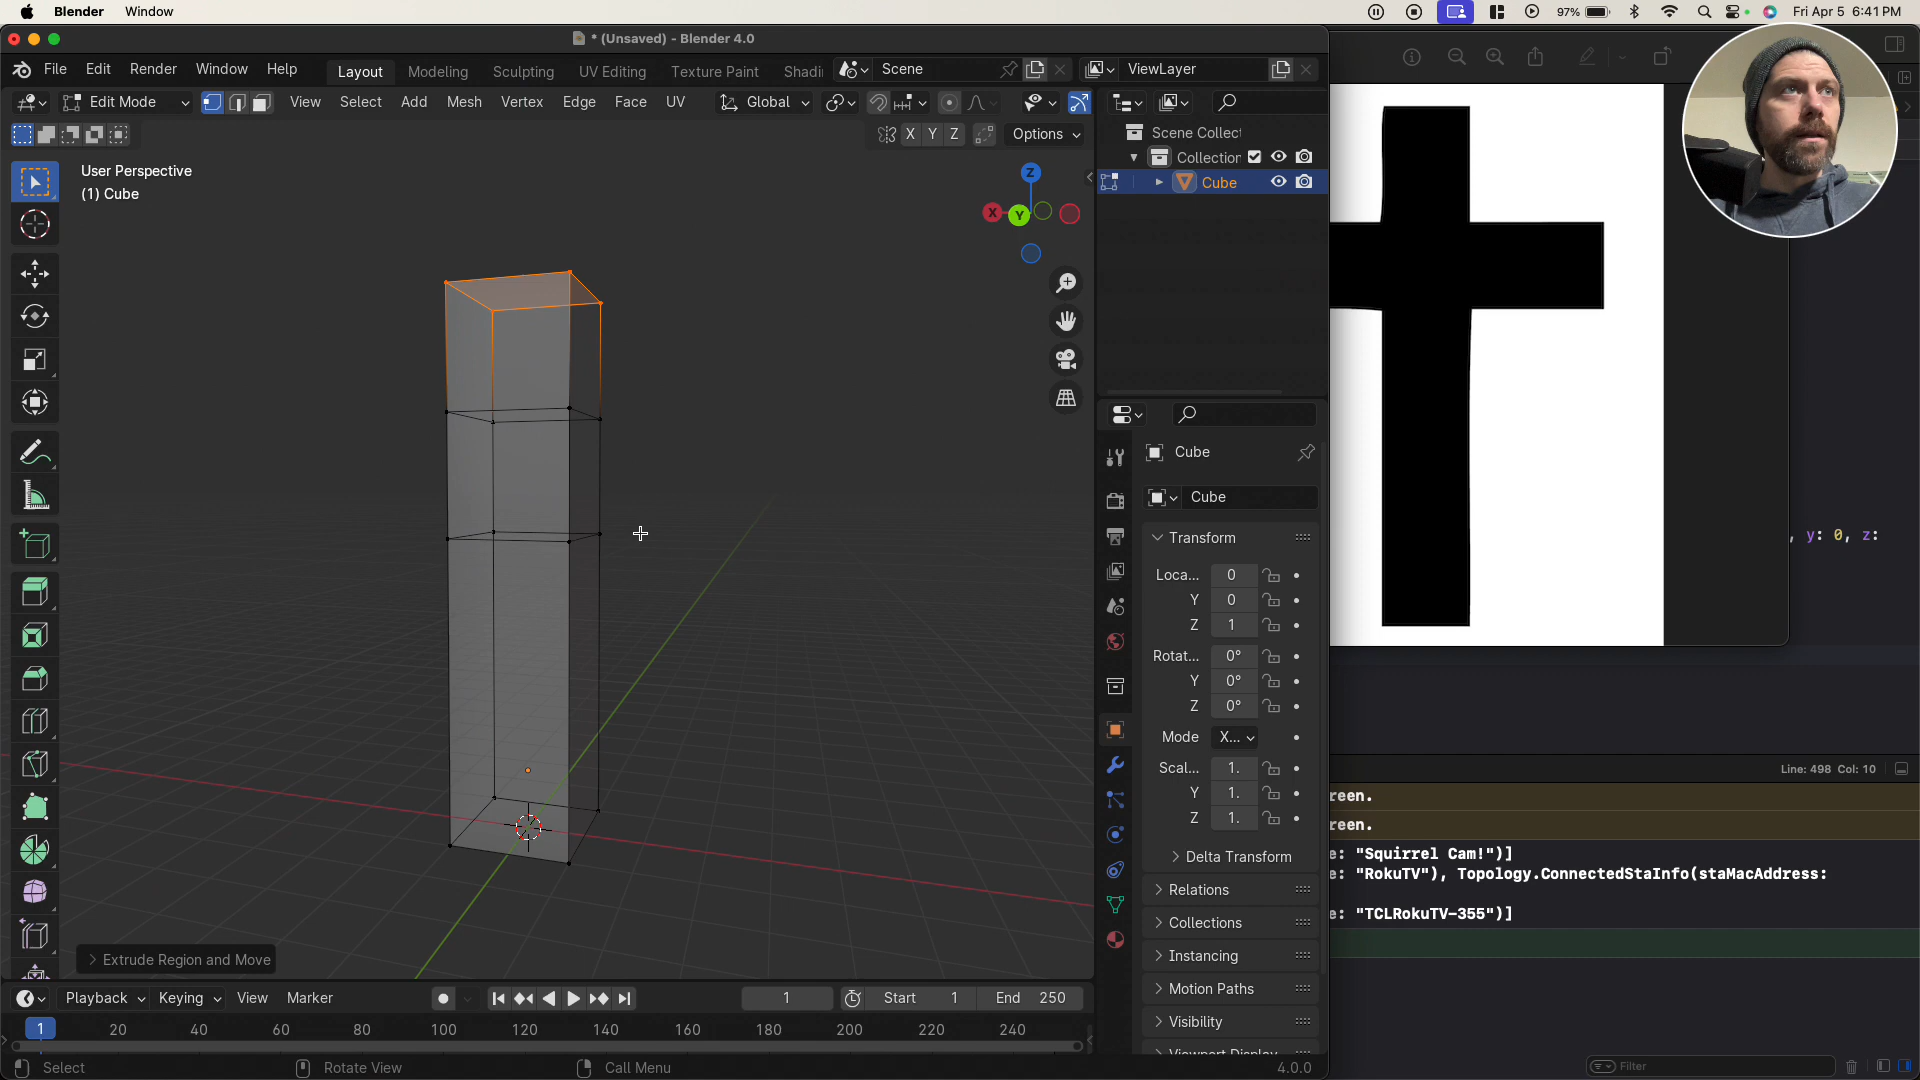 Blender Window 97% Fri Apr 5 6:41 PM
* (Unsaved) - Blender 4.0
File Edit Render Window Help Layout Modeling Sculpting UV Editing Texture Paint Shadi Scene ViewLayer
Edit Mode View Select Add Mesh Vertex Edge Face UV Global
X Y Z Options
User Perspective
(1) Cube
Z
X Y
Scene Collect
Collection
Cube
Cube
Cube
Transform
Loca... 0
Y 0
Z 1
Rotat... 0°
Y 0°
Z 0°
Mode X...
Scal... 1.
Y 1.
Z 1.
Delta Transform
Relations
Collections
Instancing
Motion Paths
Visibility
Viewport Display
, y: 0, z:
Line: 498 Col: 10
reen.
reen.
e: "Squirrel Cam!")]
e: "RokuTV"), Topology.ConnectedStaInfo(staMacAddress:
e: "TCLRokuTV-355")]
Filter
Extrude Region and Move
Playback Keying View Marker 1 Start 1 End 250
1 20 40 60 80 100 120 140 160 180 200 220 240
Select Rotate View Call Menu 4.0.0